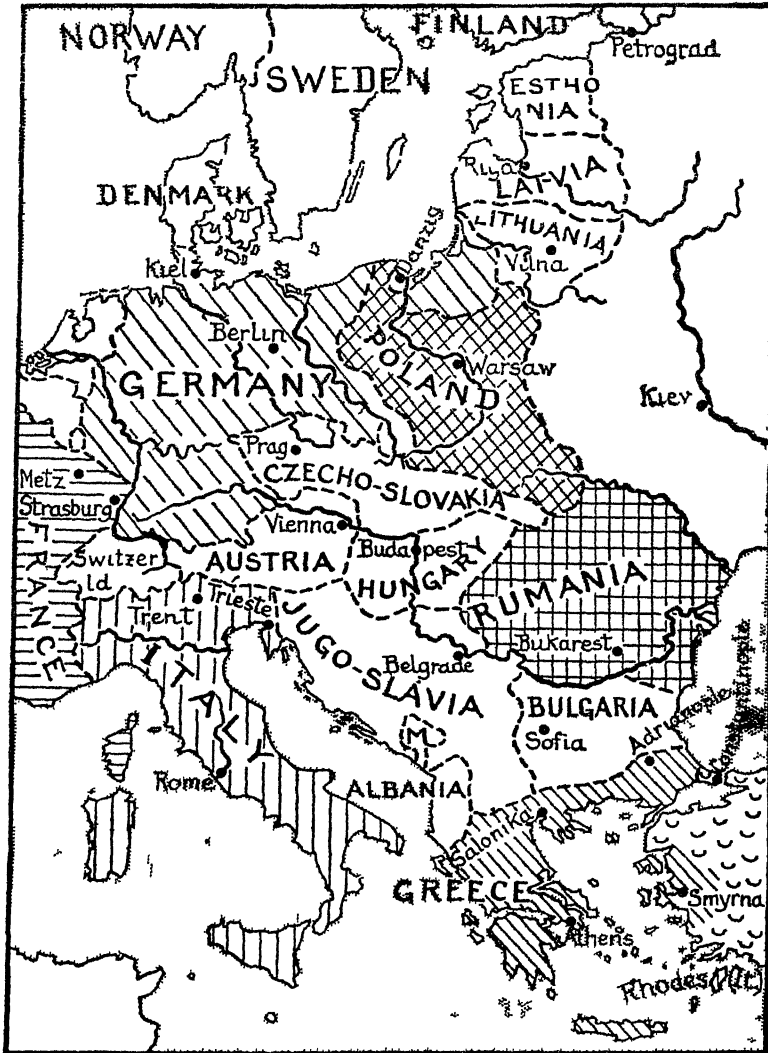 NORWAY
FINLAND
Petrograd
SWEDEN
ESTHO
NIA
Riga
LATVIA
DENMARK
LITHUANIA
Danzig
Vilna
Kiel
W
Berlin
POLAND
Warsaw
GERMANY
Kiev
Prag
Metz
CZECHO-SLOVAKIA
Strasburg
Vienna
FRANCE
Switzer
ld
AUSTRIA
Budapest
HUNGARY
RUMANIA
Trent
Trieste
JUGO-SLAVIA
Bukarest
ITALY
Belgrade
BULGARIA
M
Sofia
Adrianople
Constantinople
Rome
ALBANIA
Salonika
GREECE
Smyrna
Athens
Rhodes (It.)